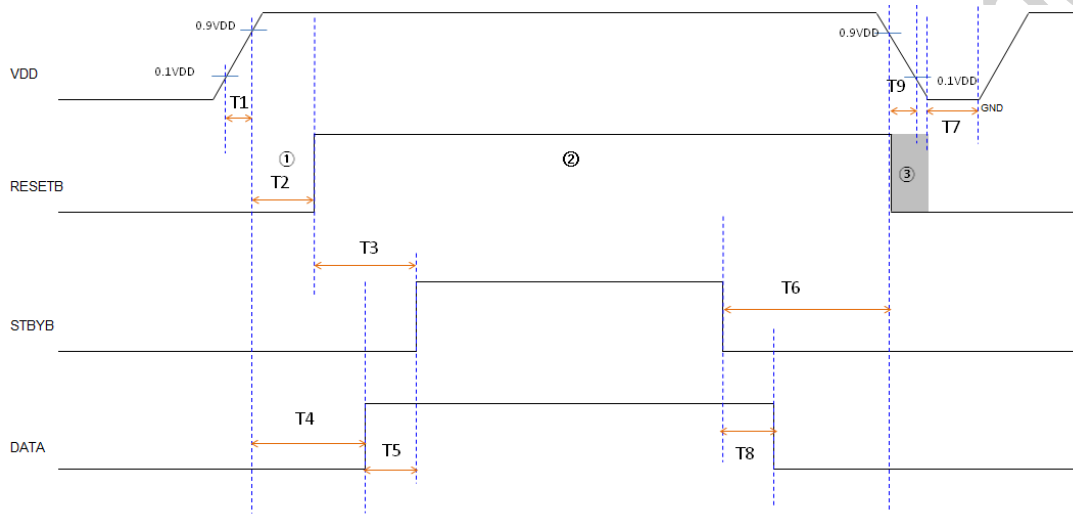 0.9VDD
0.9VDD
VDD
0.1VDD
0.1VDD
T1
T9
GND
T7
①
②
③
RESETB
T2
T3
T6
STBYB
T4
DATA
T5
T8